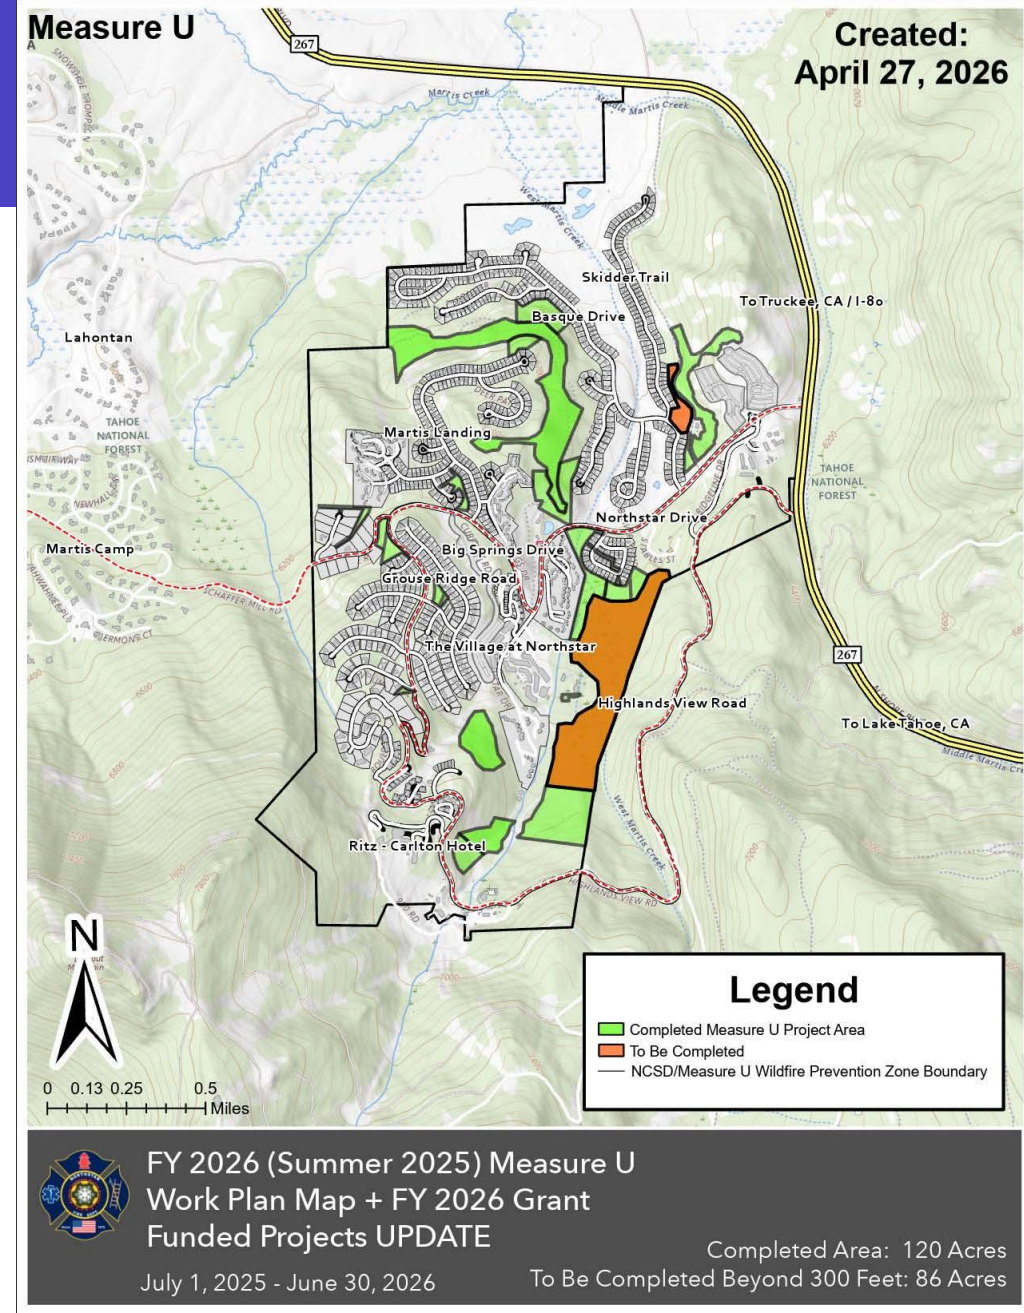 Measure U
Created:
April 27, 2026
267
Martis Creek
Middle Martis Creek
West Martis Creek
Skidder Trail
To Truckee, CA / I-80
Basque Drive
Lahontan
TAHOE
NATIONAL
FOREST
Martis Landing
TAHOE
NATIONAL
FOREST
Northstar Drive
Martis Camp
Big Springs Drive
Grouse Ridge Road
SCHAFFER MILL RD
The Village at Northstar
267
Highlands View Road
To Lake Tahoe, CA
West Martis Creek
Ritz - Carlton Hotel
HIGHLANDS VIEW RD
N
0 0.13 0.25 0.5
Miles
Legend
Completed Measure U Project Area
To Be Completed
NCSD/Measure U Wildfire Prevention Zone Boundary
FY 2026 (Summer 2025) Measure U
Work Plan Map + FY 2026 Grant
Funded Projects UPDATE
July 1, 2025 - June 30, 2026
Completed Area: 120 Acres
To Be Completed Beyond 300 Feet: 86 Acres